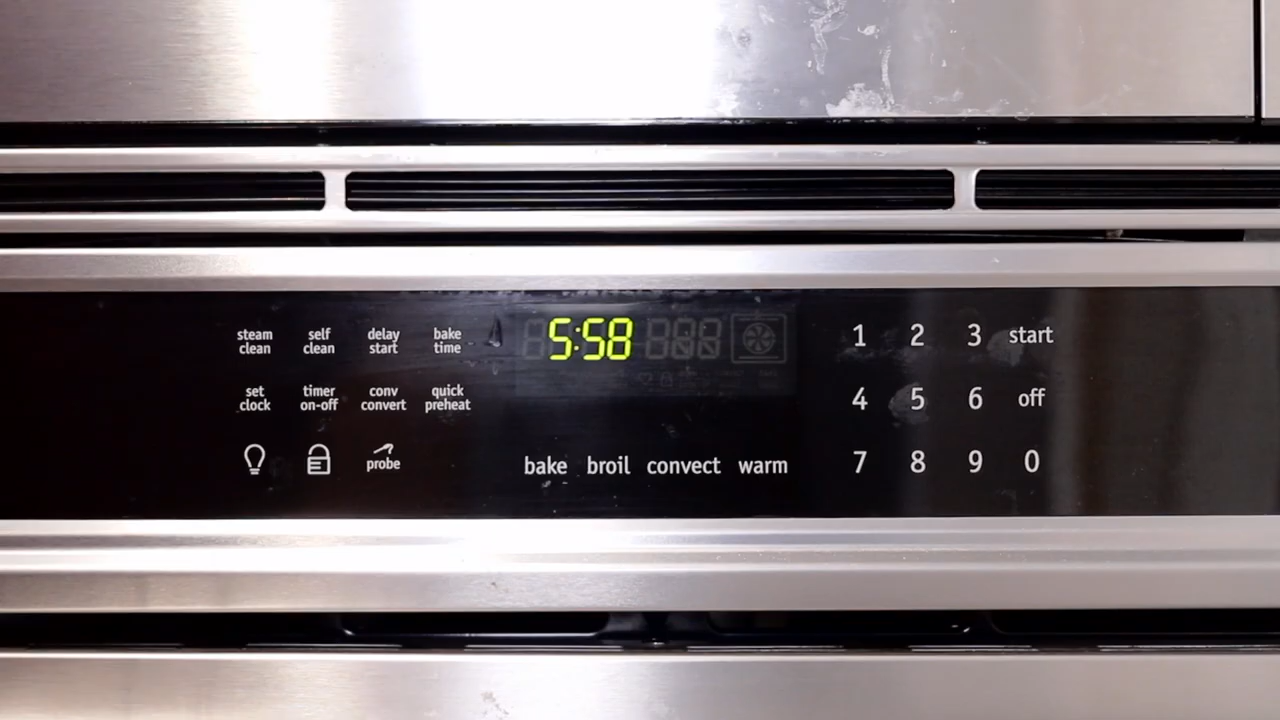 steam clean self clean delay start bake time 5:58 1 2 3 start
set clock timer on-off conv convert quick preheat 4 5 6 off
probe bake broil convect warm 7 8 9 0